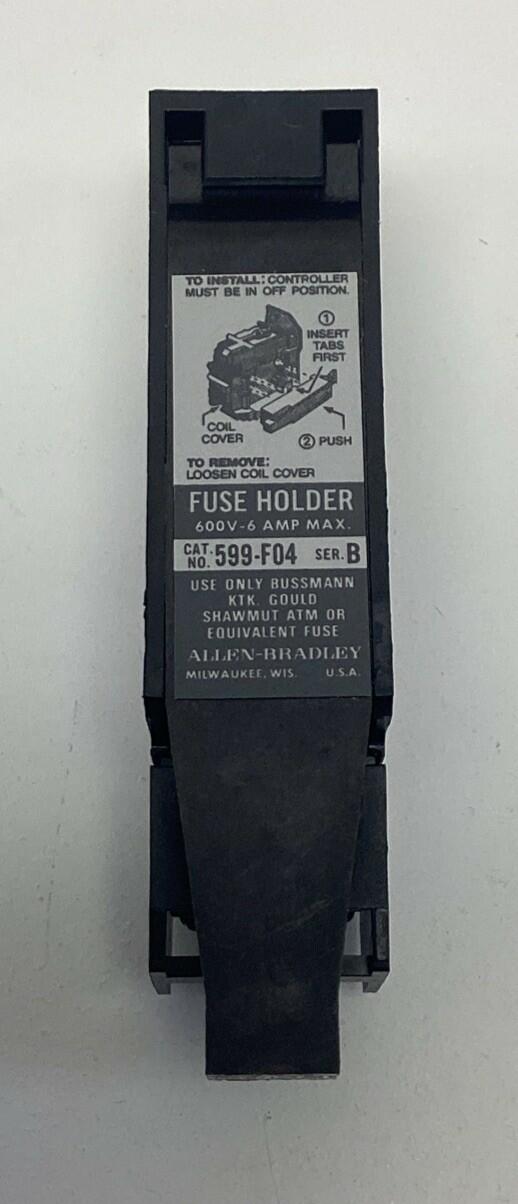 TO INSTALL: CONTROLLER
MUST BE IN OFF POSITION.
①
INSERT
TABS
FIRST
COIL
COVER
② PUSH
TO REMOVE:
LOOSEN COIL COVER
FUSE HOLDER
600V-6 AMP MAX.
CAT. NO. 599-F04 SER. B
USE ONLY BUSSMANN
KTK. GOULD
SHAWMUT ATM OR
EQUIVALENT FUSE
ALLEN-BRADLEY
MILWAUKEE, WIS. U.S.A.